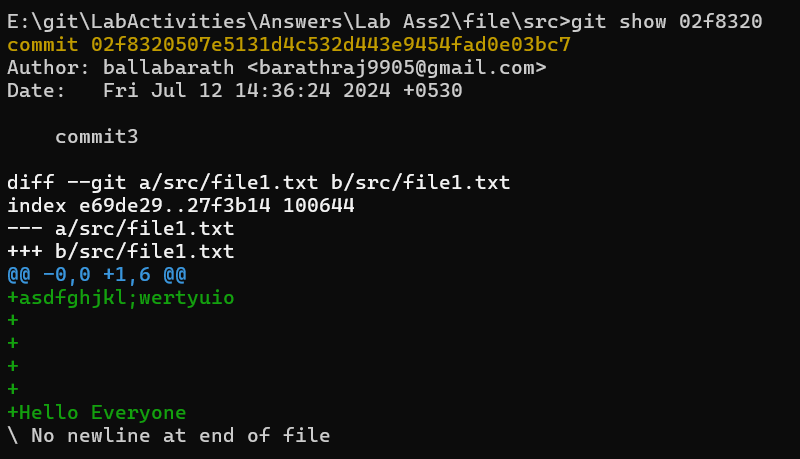 E:\git\LabActivities\Answers\Lab Ass2\file\src>git show 02f8320
commit 02f8320507e5131d4c532d443e9454fad0e03bc7
Author: ballabarath <barathraj9905@gmail.com>
Date:   Fri Jul 12 14:36:24 2024 +0530
    commit3
diff --git a/src/file1.txt b/src/file1.txt
index e69de29..27f3b14 100644
--- a/src/file1.txt
+++ b/src/file1.txt
@@ -0,0 +1,6 @@
+asdfghjkl;wertyuio
+
+
+
+
+Hello Everyone
\ No newline at end of file